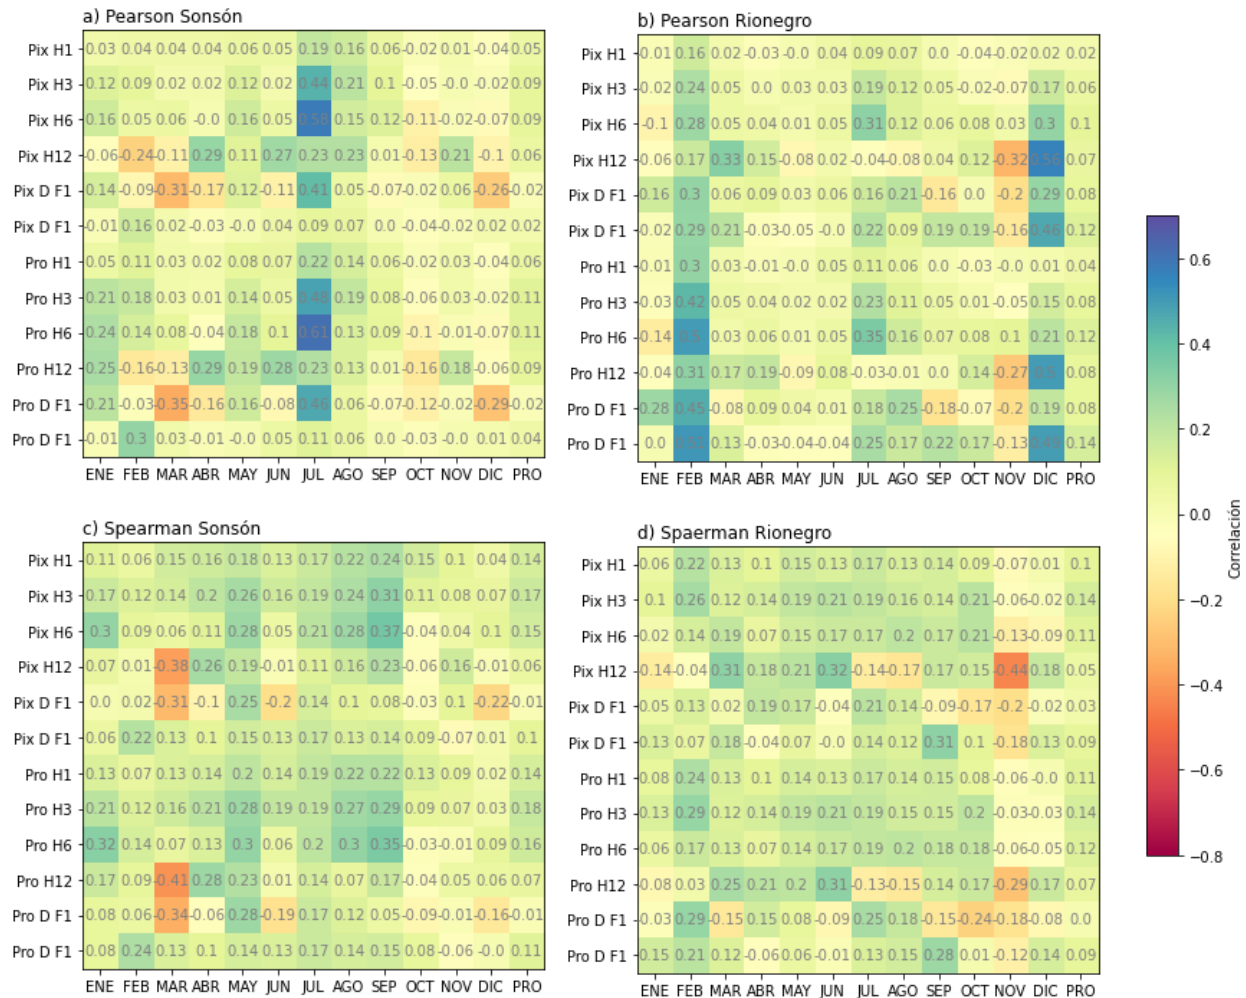 a) Pearson Sonsón
Pix H1 0.03 0.04 0.04 0.04 0.06 0.05 0.19 0.16 0.06 -0.02 0.01 -0.04 0.05
Pix H3 0.12 0.09 0.02 0.02 0.12 0.02 0.44 0.21 0.1 -0.05 -0.0 -0.02 0.09
Pix H6 0.16 0.05 0.06 -0.0 0.16 0.05 0.58 0.15 0.12 -0.11 -0.02 -0.07 0.09
Pix H12 -0.06 -0.24 -0.11 0.29 0.11 0.27 0.23 0.23 0.01 -0.13 0.21 -0.1 0.06
Pix D F1 0.14 -0.09 -0.31 -0.17 0.12 -0.11 0.41 0.05 -0.07 -0.02 0.06 -0.26 -0.02
Pix D F1 -0.01 0.16 0.02 -0.03 -0.0 0.04 0.09 0.07 0.0 -0.04 -0.02 0.02 0.02
Pro H1 0.05 0.11 0.03 0.02 0.08 0.07 0.22 0.14 0.06 -0.02 0.03 -0.04 0.06
Pro H3 0.21 0.18 0.03 0.01 0.14 0.05 0.48 0.19 0.08 -0.06 0.03 -0.02 0.11
Pro H6 0.24 0.14 0.08 -0.04 0.18 0.1 0.61 0.13 0.09 -0.1 -0.01 -0.07 0.11
Pro H12 0.25 -0.16 -0.13 0.29 0.19 0.28 0.23 0.13 0.01 -0.16 0.18 -0.06 0.09
Pro D F1 0.21 -0.03 -0.35 -0.16 0.16 -0.08 0.46 0.06 -0.07 -0.12 -0.02 -0.29 -0.02
Pro D F1 -0.01 0.3 0.03 -0.01 -0.0 0.05 0.11 0.06 0.0 -0.03 -0.0 0.01 0.04
ENE FEB MAR ABR MAY JUN JUL AGO SEP OCT NOV DIC PRO
b) Pearson Rionegro
Pix H1 -0.01 0.16 0.02 -0.03 -0.0 0.04 0.09 0.07 0.0 -0.04 -0.02 0.02 0.02
Pix H3 -0.02 0.24 0.05 0.0 0.03 0.03 0.19 0.12 0.05 -0.02 -0.07 0.17 0.06
Pix H6 -0.1 0.28 0.05 0.04 0.01 0.05 0.31 0.12 0.06 0.08 0.03 0.3 0.1
Pix H12 -0.06 0.17 0.33 0.15 -0.08 0.02 -0.04 -0.08 0.04 0.12 -0.32 0.56 0.07
Pix D F1 0.16 0.3 0.06 0.09 0.03 0.06 0.16 0.21 -0.16 0.0 -0.2 0.29 0.08
Pix D F1 -0.02 0.29 0.21 -0.03 -0.05 -0.0 0.22 0.09 0.19 0.19 -0.16 0.46 0.12
Pro H1 -0.01 0.3 0.03 -0.01 -0.0 0.05 0.11 0.06 0.0 -0.03 -0.0 0.01 0.04
Pro H3 -0.03 0.42 0.05 0.04 0.02 0.02 0.23 0.11 0.05 0.01 -0.05 0.15 0.08
Pro H6 -0.14 0.03 0.06 0.01 0.05 0.35 0.16 0.07 0.08 0.1 0.21 0.12
Pro H12 -0.04 0.31 0.17 0.19 -0.09 0.08 -0.03 -0.01 0.0 0.14 -0.27 0.08
Pro D F1 0.28 0.45 -0.08 0.09 0.04 0.01 0.18 0.25 -0.18 -0.07 -0.2 0.19 0.08
Pro D F1 0.0 0.13 -0.03 -0.04 -0.04 0.25 0.17 0.22 0.17 -0.13 0.49 0.14
ENE FEB MAR ABR MAY JUN JUL AGO SEP OCT NOV DIC PRO
c) Spearman Sonsón
Pix H1 0.11 0.06 0.15 0.16 0.18 0.13 0.17 0.22 0.24 0.15 0.1 0.04 0.14
Pix H3 0.17 0.12 0.14 0.2 0.26 0.16 0.19 0.24 0.31 0.11 0.08 0.07 0.17
Pix H6 0.3 0.09 0.06 0.11 0.28 0.05 0.21 0.28 0.37 -0.04 0.04 0.1 0.15
Pix H12 0.07 0.01 -0.38 0.26 0.19 -0.01 0.11 0.16 0.23 -0.06 0.16 -0.01 0.06
Pix D F1 0.0 0.02 -0.31 -0.1 0.25 -0.2 0.14 0.1 0.08 -0.03 0.1 -0.22 -0.01
Pix D F1 0.06 0.22 0.13 0.1 0.15 0.13 0.17 0.13 0.14 0.09 -0.07 0.01 0.1
Pro H1 0.13 0.07 0.13 0.14 0.2 0.14 0.19 0.22 0.22 0.13 0.09 0.02 0.14
Pro H3 0.21 0.12 0.16 0.21 0.28 0.19 0.19 0.27 0.29 0.09 0.07 0.03 0.18
Pro H6 0.32 0.14 0.07 0.13 0.3 0.06 0.2 0.3 0.35 -0.03 -0.01 0.09 0.16
Pro H12 0.17 0.09 -0.41 0.28 0.23 0.01 0.14 0.07 0.17 -0.04 0.05 0.06 0.07
Pro D F1 0.08 0.06 -0.34 -0.06 0.28 -0.19 0.17 0.12 0.05 -0.09 -0.01 -0.16 -0.01
Pro D F1 0.08 0.24 0.13 0.1 0.14 0.13 0.17 0.14 0.15 0.08 -0.06 -0.0 0.11
ENE FEB MAR ABR MAY JUN JUL AGO SEP OCT NOV DIC PRO
d) Spaerman Rionegro
Pix H1 0.06 0.22 0.13 0.1 0.15 0.13 0.17 0.13 0.14 0.09 -0.07 0.01 0.1
Pix H3 0.1 0.26 0.12 0.14 0.19 0.21 0.19 0.16 0.14 0.21 -0.06 -0.02 0.14
Pix H6 0.02 0.14 0.19 0.07 0.15 0.17 0.17 0.2 0.17 0.21 -0.13 -0.09 0.11
Pix H12 -0.14 -0.04 0.31 0.18 0.21 0.32 -0.14 -0.17 0.17 0.15 -0.44 0.18 0.05
Pix D F1 0.05 0.13 0.02 0.19 0.17 -0.04 0.21 0.14 -0.09 -0.17 -0.2 -0.02 0.03
Pix D F1 0.13 0.07 0.18 -0.04 0.07 -0.0 0.14 0.12 0.31 0.1 -0.18 0.13 0.09
Pro H1 0.08 0.24 0.13 0.1 0.14 0.13 0.17 0.14 0.15 0.08 -0.06 -0.0 0.11
Pro H3 0.13 0.29 0.12 0.14 0.19 0.21 0.19 0.15 0.15 0.2 -0.03 -0.03 0.14
Pro H6 0.06 0.17 0.13 0.07 0.14 0.17 0.19 0.2 0.18 0.18 -0.06 -0.05 0.12
Pro H12 -0.08 0.03 0.25 0.21 0.2 0.31 -0.13 -0.15 0.14 0.17 -0.29 0.17 0.07
Pro D F1 -0.03 0.29 -0.15 0.15 0.08 -0.09 0.25 0.18 -0.15 -0.24 -0.18 -0.08 0.0
Pro D F1 0.15 0.21 0.12 -0.06 0.06 -0.01 0.13 0.15 0.28 0.01 -0.12 0.14 0.09
ENE FEB MAR ABR MAY JUN JUL AGO SEP OCT NOV DIC PRO
0.6
0.4
0.2
0.0
−0.2
−0.4
−0.6
−0.8
Correlación